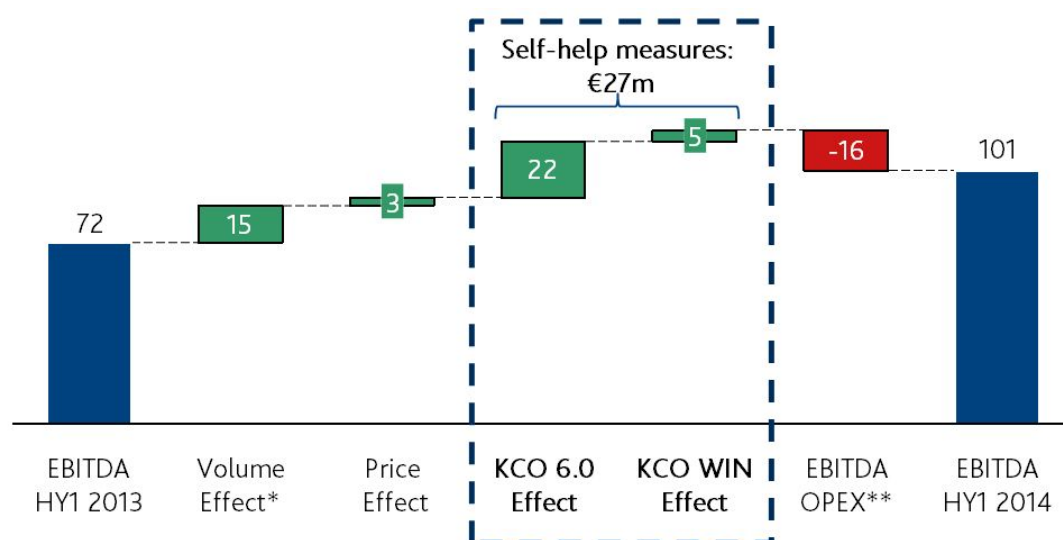 Self-help measures:
€27m
72
15
3
22
5
-16
101
EBITDA
HY1 2013
Volume
Effect*
Price
Effect
KCO 6.0
Effect
KCO WIN
Effect
EBITDA
OPEX**
EBITDA
HY1 2014